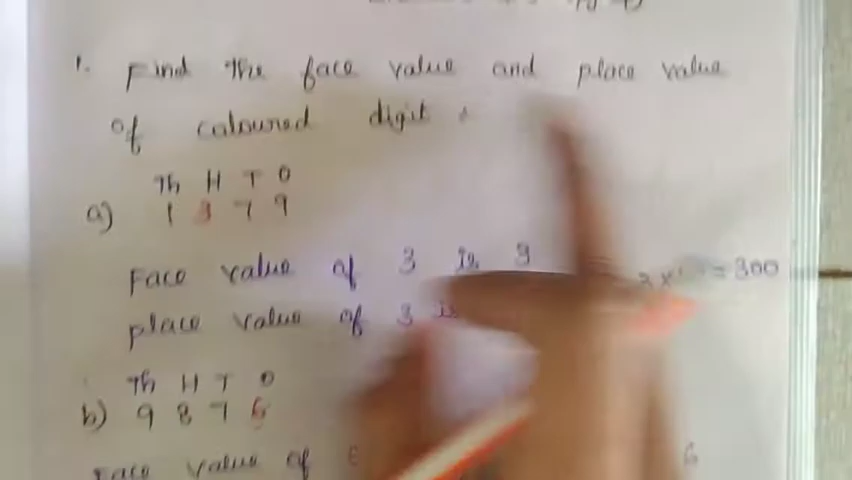 1. Find the face value and place value
of coloured digit :
Th H T O
a) 1 3 7 9
Face value of 3 is 3
= 300
place value of 3 is
Th H T O
b) 9 8 7 6
Face value of 6